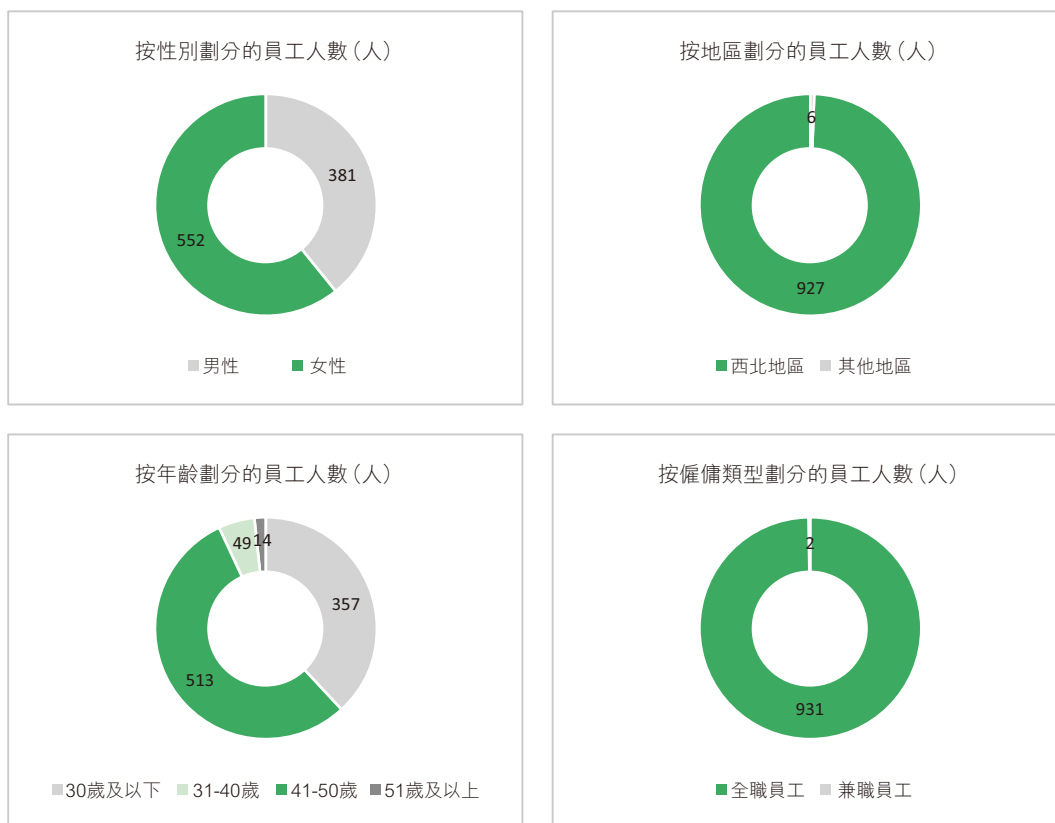 按性別劃分的員工人數(人)
381
552
男性 女性
按地區劃分的員工人數(人)
6
927
西北地區 其他地區
按年齡劃分的員工人數(人)
49 14
357
513
30歲及以下 31-40歲 41-50歲 51歲及以上
按僱傭類型劃分的員工人數(人)
2
931
全職員工 兼職員工